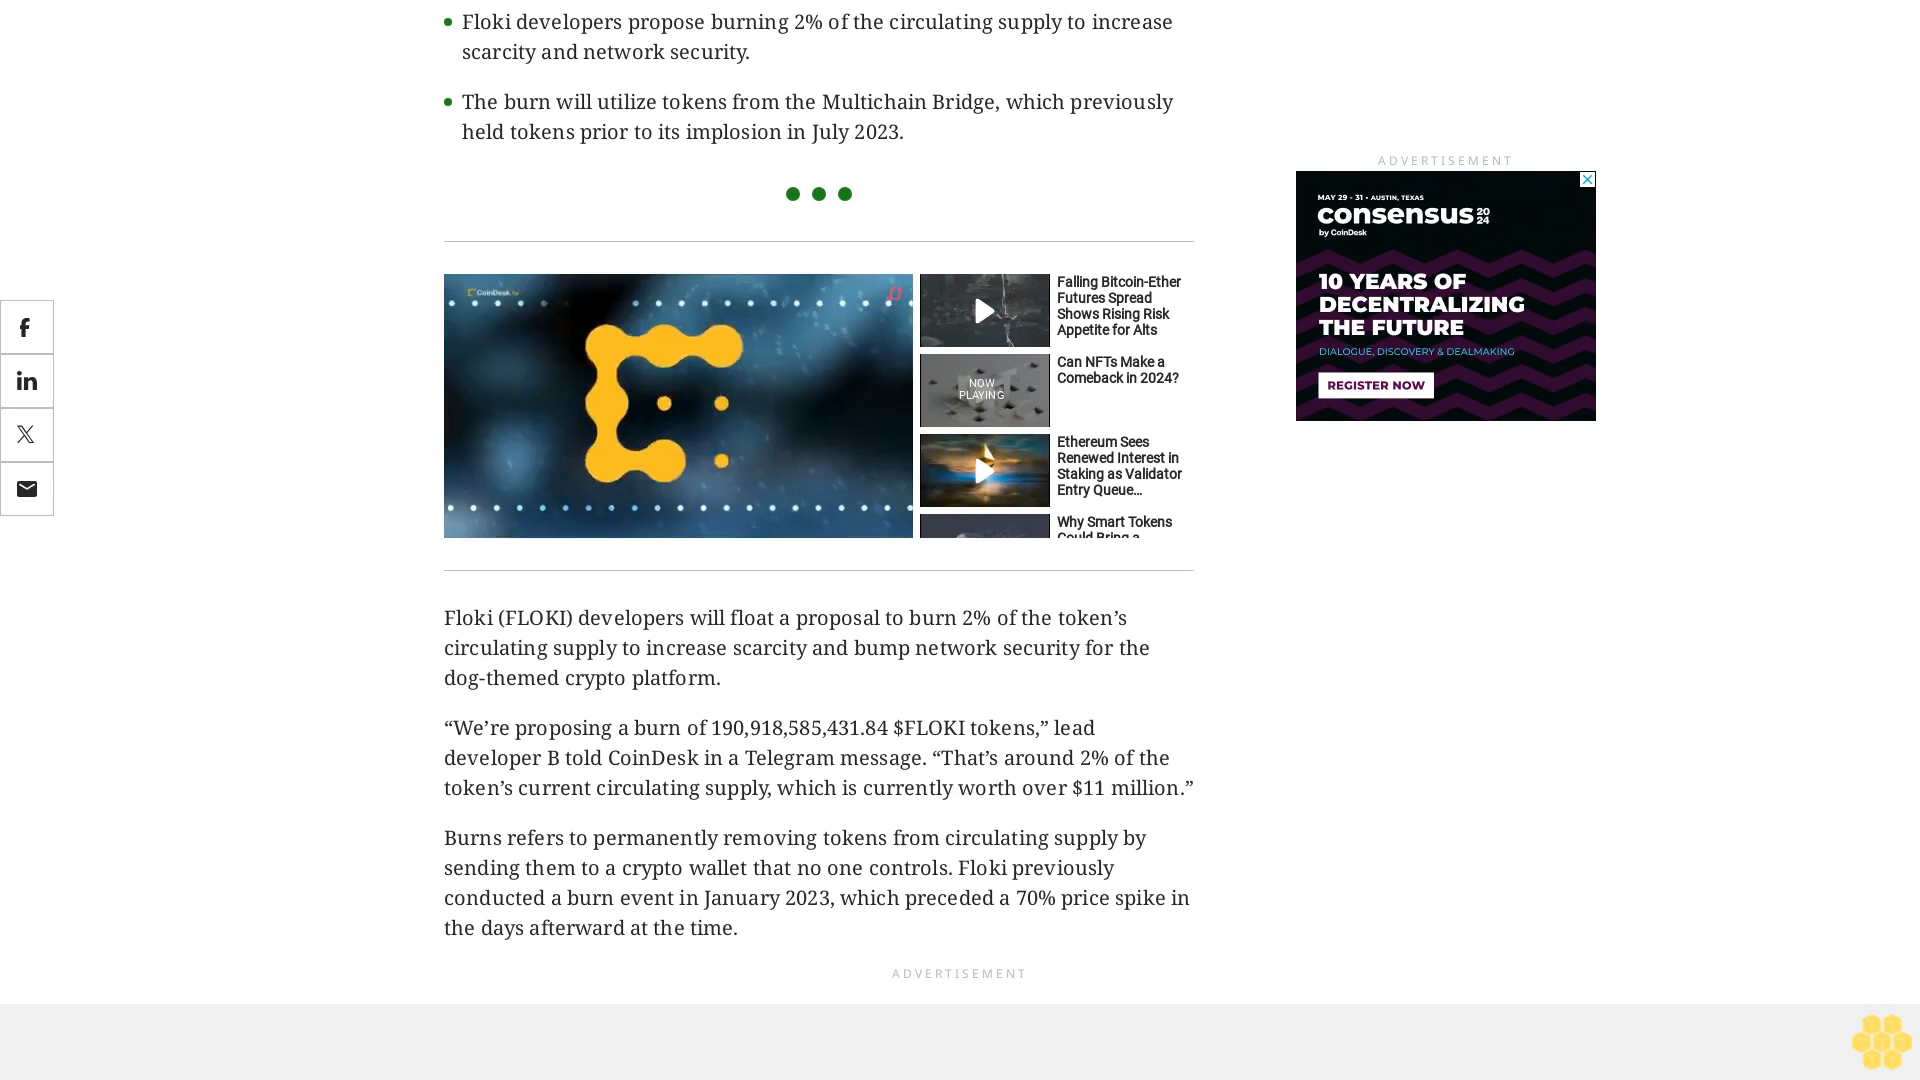 Floki developers propose burning 2% of the circulating supply to increase
scarcity and network security.
The burn will utilize tokens from the Multichain Bridge, which previously
held tokens prior to its implosion in July 2023.
ADVERTISEMENT
MAY 29 - 31 • AUSTIN, TEXAS
consensus 2024
by CoinDesk
10 YEARS OF
DECENTRALIZING
THE FUTURE
DIALOGUE, DISCOVERY & DEALMAKING
REGISTER NOW
CoinDesk.tv
Falling Bitcoin-Ether
Futures Spread
Shows Rising Risk
Appetite for Alts
NOW
PLAYING
Can NFTs Make a
Comeback in 2024?
Ethereum Sees
Renewed Interest in
Staking as Validator
Entry Queue...
Why Smart Tokens
Could Bring a
Floki (FLOKI) developers will float a proposal to burn 2% of the token’s
circulating supply to increase scarcity and bump network security for the
dog-themed crypto platform.
“We’re proposing a burn of 190,918,585,431.84 $FLOKI tokens,” lead
developer B told CoinDesk in a Telegram message. “That’s around 2% of the
token’s current circulating supply, which is currently worth over $11 million.”
Burns refers to permanently removing tokens from circulating supply by
sending them to a crypto wallet that no one controls. Floki previously
conducted a burn event in January 2023, which preceded a 70% price spike in
the days afterward at the time.
ADVERTISEMENT